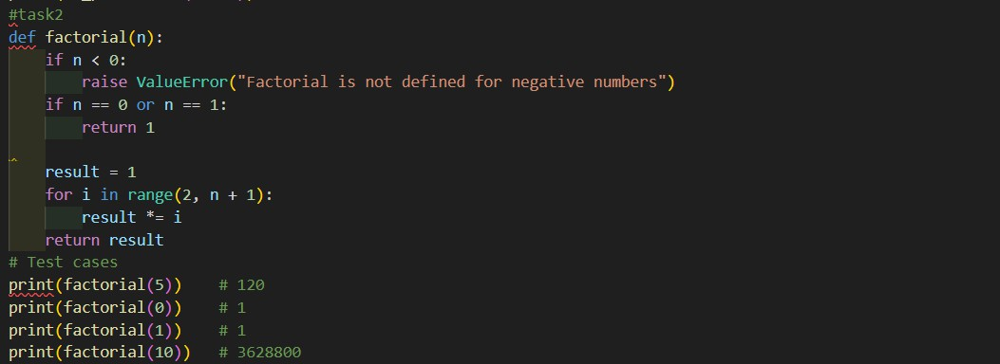 #task2
def factorial(n):
    if n < 0:
        raise ValueError("Factorial is not defined for negative numbers")
    if n == 0 or n == 1:
        return 1

    result = 1
    for i in range(2, n + 1):
        result *= i
    return result
# Test cases
print(factorial(5))    # 120
print(factorial(0))    # 1
print(factorial(1))    # 1
print(factorial(10))   # 3628800